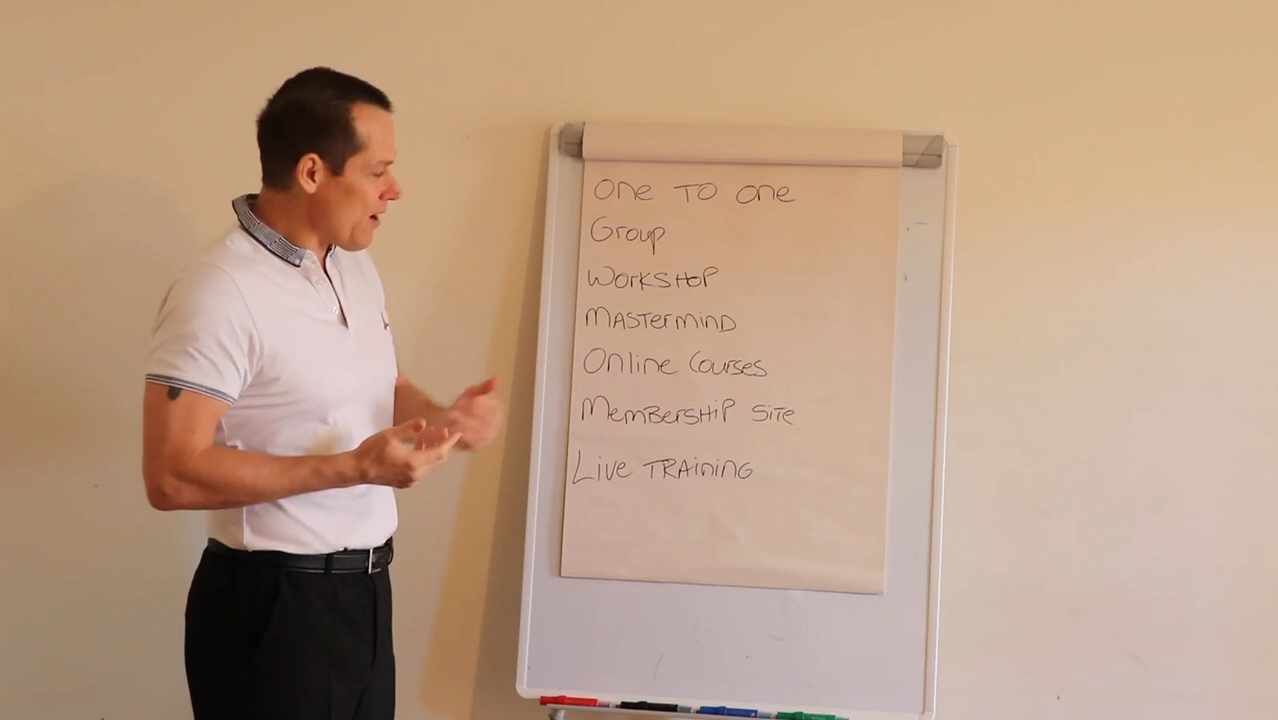 One TO One
Group
WORKSHOP
MASTermIND
Online Courses
MemBersHiP SiTe
Live TRAiNiNG